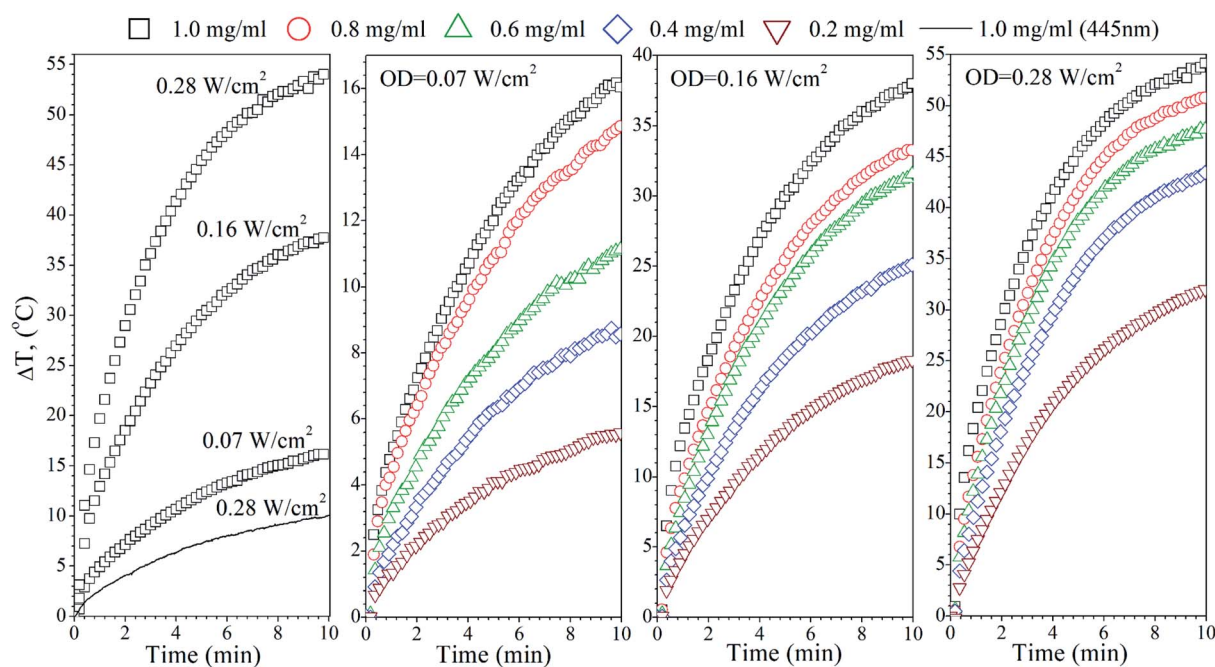 1.0 mg/ml 0.8 mg/ml 0.6 mg/ml 0.4 mg/ml 0.2 mg/ml 1.0 mg/ml (445nm)
ΔT, (°C)
55
50
45
40
35
30
25
20
15
10
5
0
0.28 W/cm²
0.16 W/cm²
0.07 W/cm²
0.28 W/cm²
0 2 4 6 8 10
Time (min)
OD=0.07 W/cm²
16
14
12
10
8
6
4
2
0
0 2 4 6 8 10
Time (min)
OD=0.16 W/cm²
40
35
30
25
20
15
10
5
0
0 2 4 6 8 10
Time (min)
OD=0.28 W/cm²
55
50
45
40
35
30
25
20
15
10
5
0
0 2 4 6 8 10
Time (min)